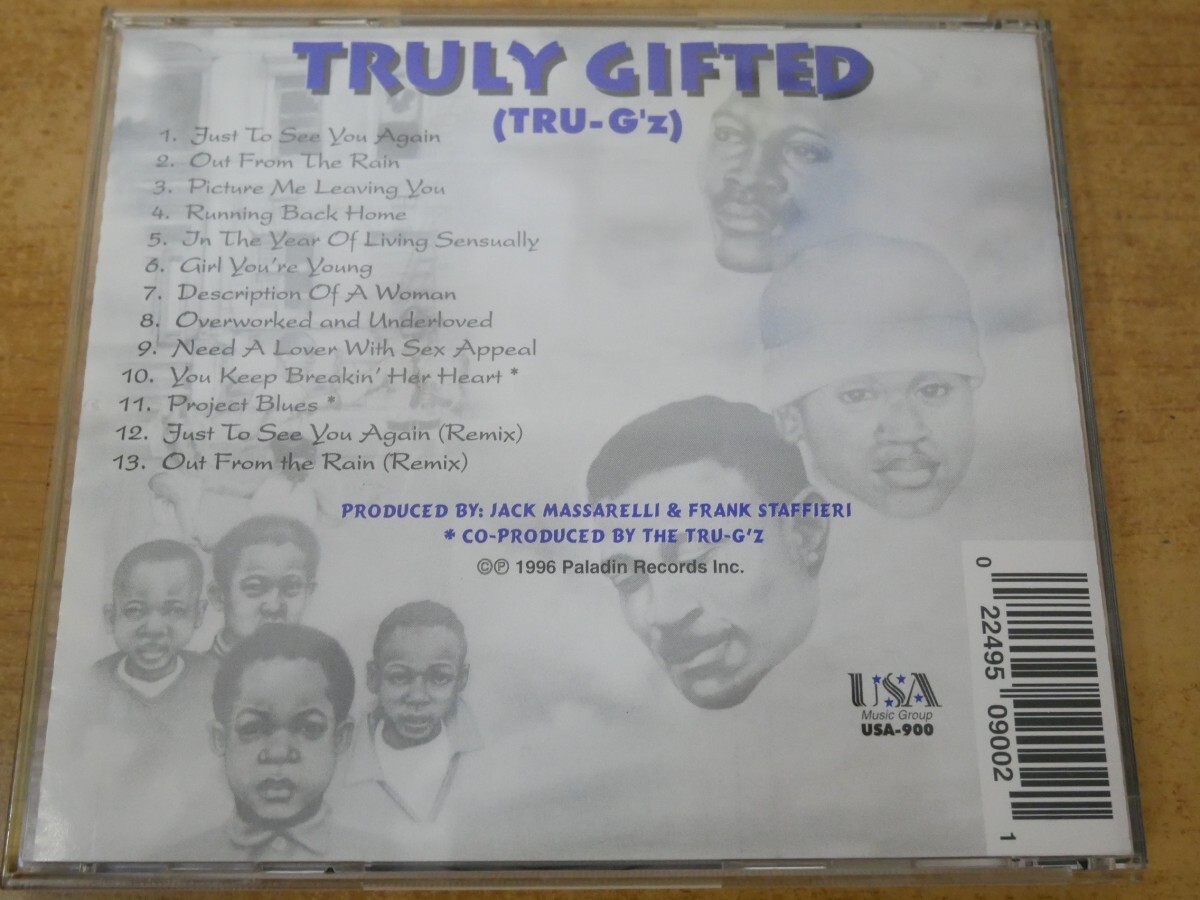 TRULY GIFTED
(TRU-G'z)
1. Just To See You Again
2. Out From The Rain
3. Picture Me Leaving You
4. Running Back Home
5. In The Year Of Living Sensually
6. Girl You're Young
7. Description Of A Woman
8. Overworked and Underloved
9. Need A Lover With Sex Appeal
10. You Keep Breakin' Her Heart *
11. Project Blues *
12. Just To See You Again (Remix)
13. Out From the Rain (Remix)
PRODUCED BY: JACK MASSARELLI & FRANK STAFFIERI
* CO-PRODUCED BY THE TRU-G'Z
©℗ 1996 Paladin Records Inc.
USA
Music Group
USA-900
0 22495 09002 1